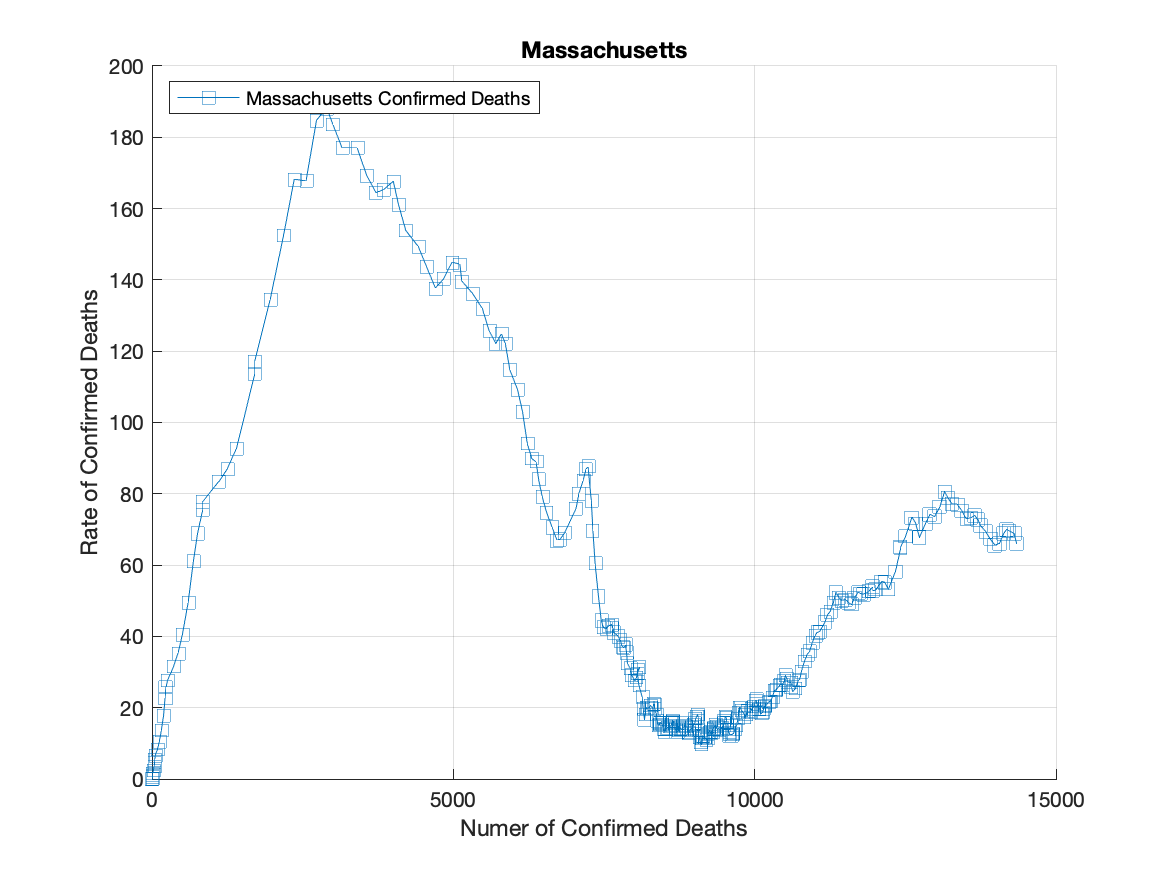 Massachusetts
200
Massachusetts Confirmed Deaths
180
160
140
120
100
80
60
40
20
0
Rate of Confirmed Deaths
0 5000 10000 15000
Numer of Confirmed Deaths